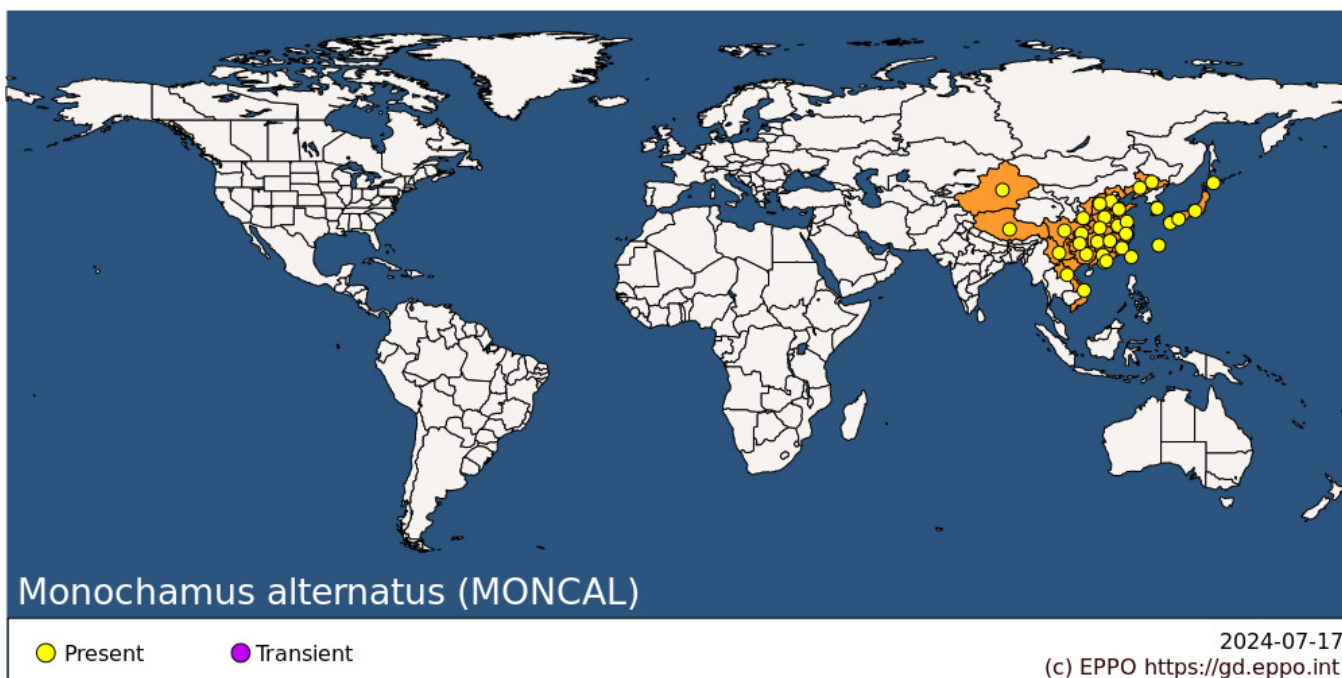 Monochamus alternatus (MONCAL)
Present
Transient
2024-07-17
(c) EPPO https://gd.eppo.int